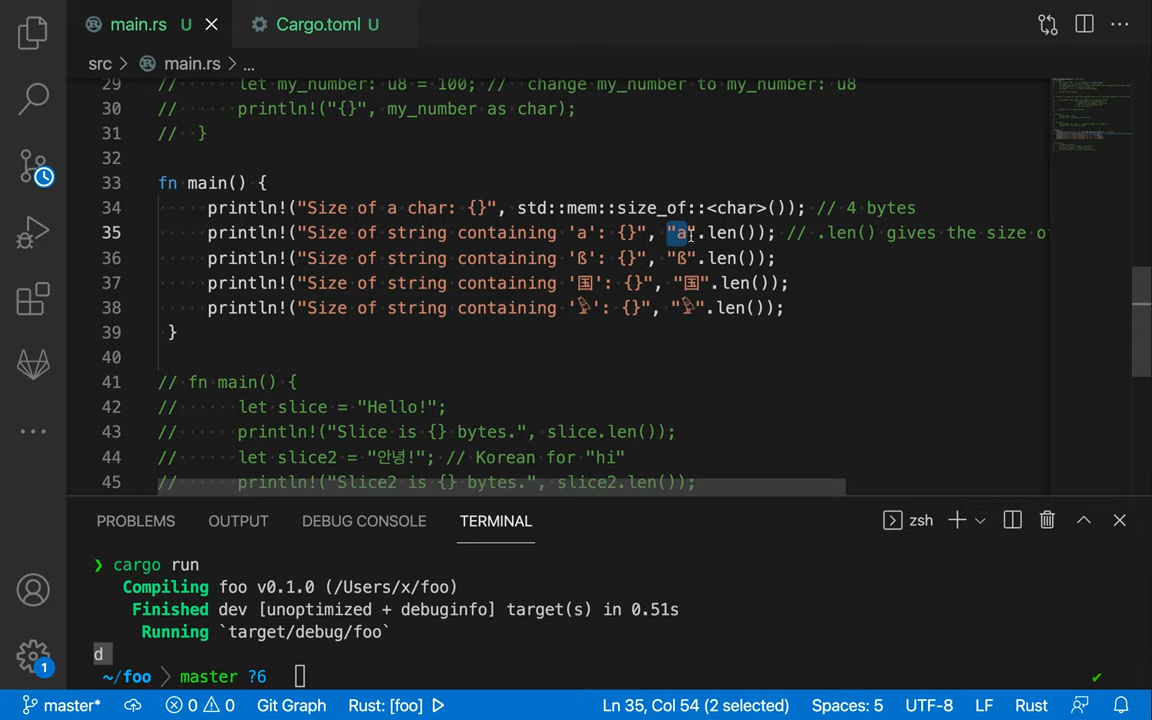 main.rs U
Cargo.toml U
src > main.rs > ...
29 // let my_number: u8 = 100; // change my_number to my_number: u8
30 // println!("{}", my_number as char);
31 // }
32
33 fn main() {
34 println!("Size of a char: {}", std::mem::size_of::<char>()); // 4 bytes
35 println!("Size of string containing 'a': {}", "a".len()); // .len() gives the size o
36 println!("Size of string containing 'ß': {}", "ß".len());
37 println!("Size of string containing '国': {}", "国".len());
38 println!("Size of string containing '𓅱': {}", "𓅱".len());
39 }
40
41 // fn main() {
42 // let slice = "Hello!";
43 // println!("Slice is {} bytes.", slice.len());
44 // let slice2 = "안녕!"; // Korean for "hi"
45 // println!("Slice2 is {} bytes.", slice2.len());
PROBLEMS OUTPUT DEBUG CONSOLE TERMINAL zsh
❯ cargo run
Compiling foo v0.1.0 (/Users/x/foo)
Finished dev [unoptimized + debuginfo] target(s) in 0.51s
Running `target/debug/foo`
d
~/foo master ?6 ✔
1
master* 0 0 Git Graph Rust: [foo] Ln 35, Col 54 (2 selected) Spaces: 5 UTF-8 LF Rust